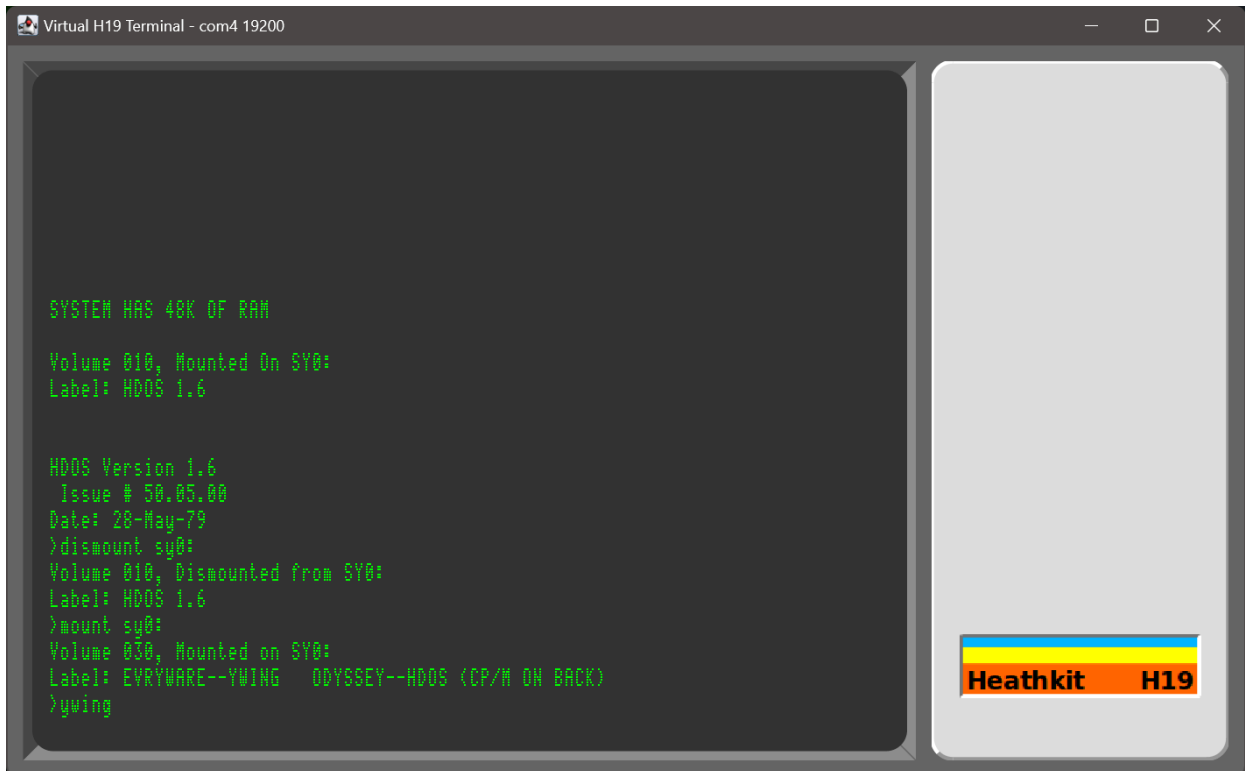 Virtual H19 Terminal - com4 19200
SYSTEM HAS 48K OF RAM
Volume 010, Mounted On SY0:
Label: HDOS 1.6
HDOS Version 1.6
Issue # 50.05.00
Date: 28-May-79
>dismount sy0:
Volume 010, Dismounted from SY0:
Label: HDOS 1.6
>mount sy0:
Volume 030, Mounted on SY0:
Label: EVRYWARE--YWING   ODYSSEY--HDOS (CP/M ON BACK)
>ywing
Heathkit H19